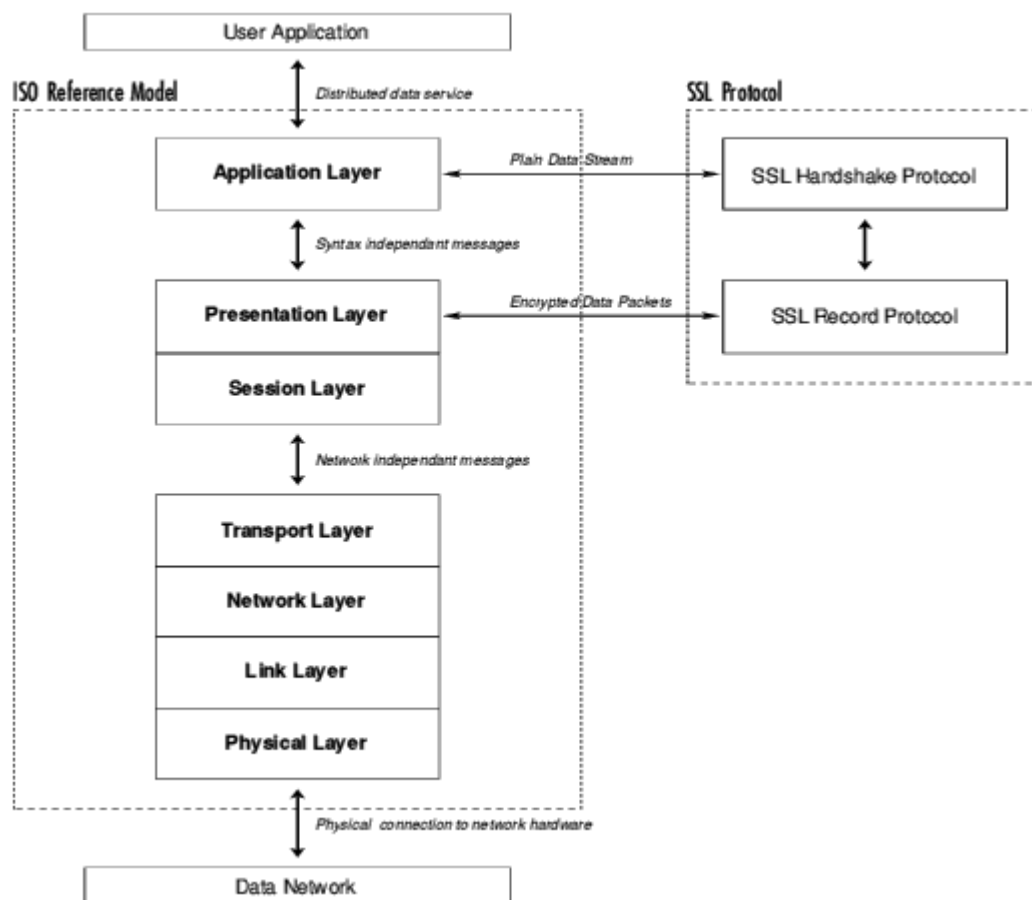 User Application
ISO Reference Model
Distributed data service
SSL Protocol
Application Layer
Plain Data Stream
SSL Handshake Protocol
Syntax independant messages
Presentation Layer
Encrypted Data Packets
SSL Record Protocol
Session Layer
Network independant messages
Transport Layer
Network Layer
Link Layer
Physical Layer
Physical connection to network hardware
Data Network